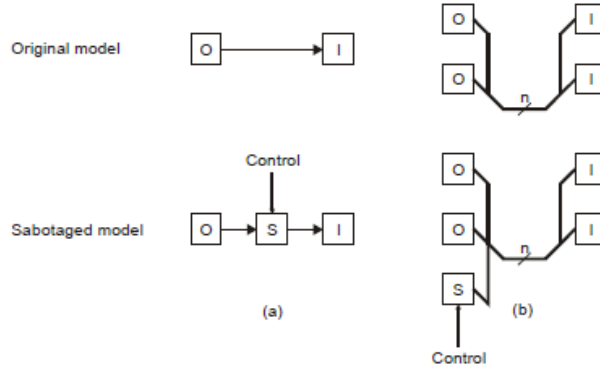 O I
Original model O I
O I
n
Control
O I
Sabotaged model O S I O I
n
S
(a) (b)
Control